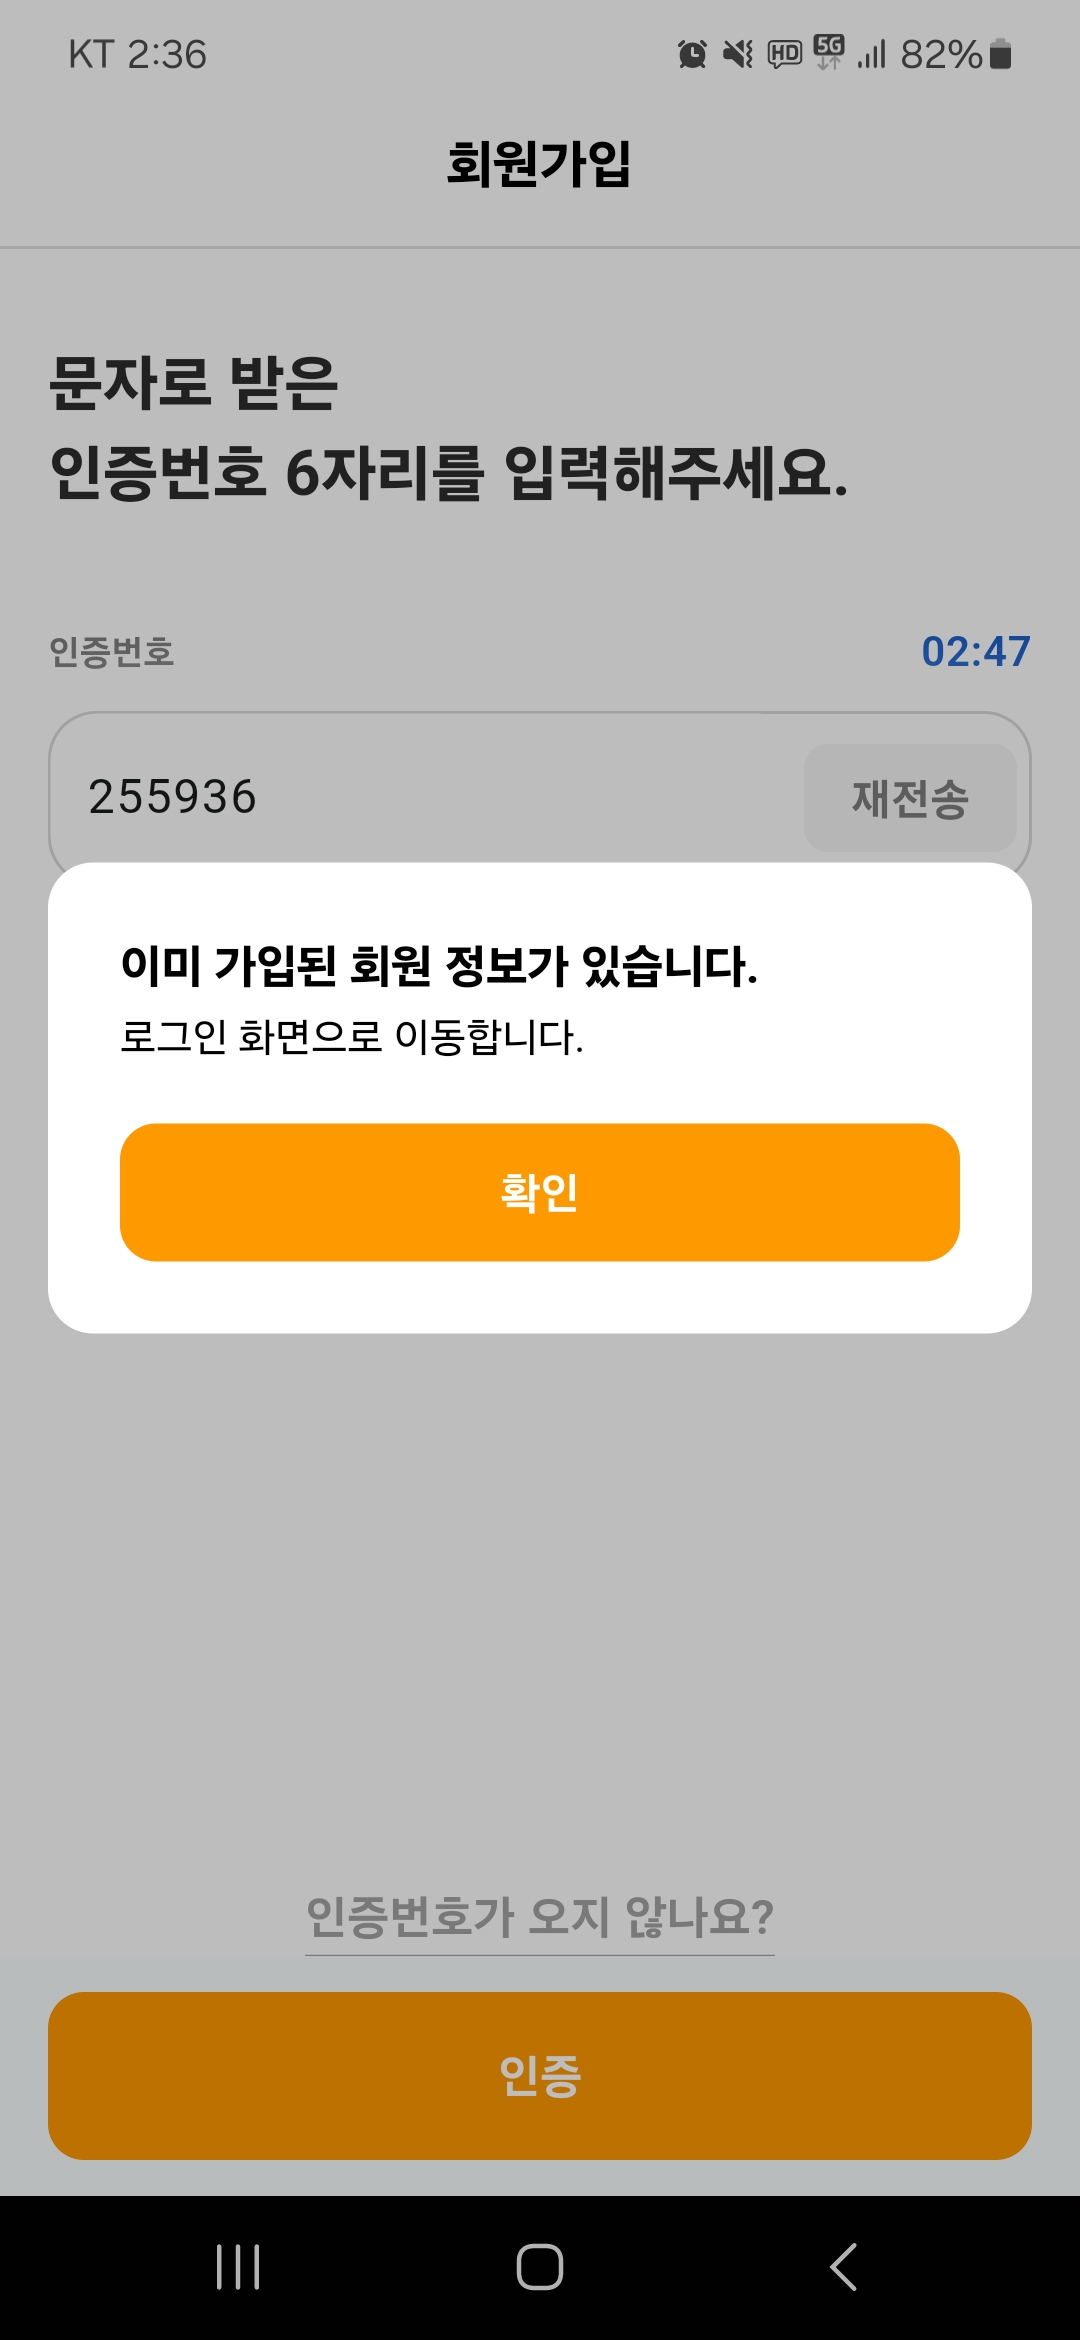 KT 2:36 HD 5G 82%
회원가입
문자로 받은
인증번호 6자리를 입력해주세요.
인증번호 02:47
255936 재전송
이미 가입된 회원 정보가 있습니다.
로그인 화면으로 이동합니다.
확인
인증번호가 오지 않나요?
인증